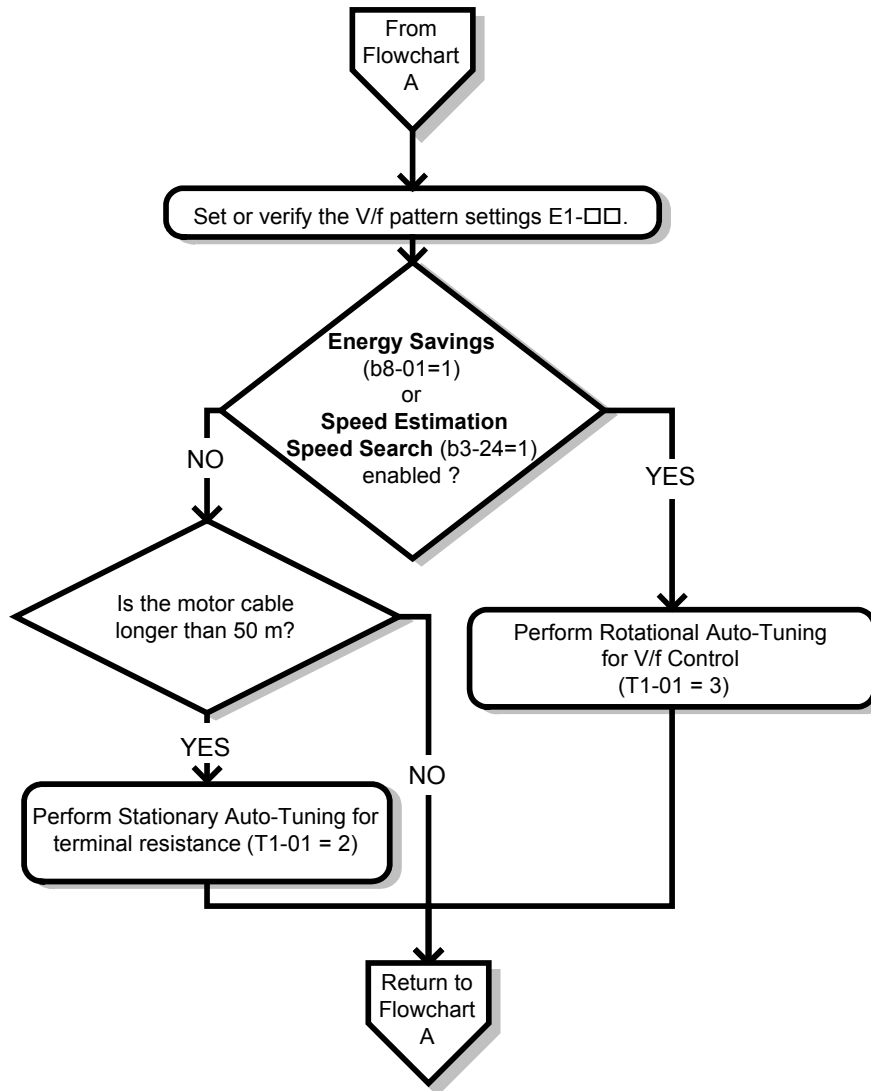 From
Flowchart
A
Set or verify the V/f pattern settings E1-□□.
Energy Savings
(b8-01=1)
or
Speed Estimation
Speed Search (b3-24=1)
enabled ?
NO
YES
Is the motor cable
longer than 50 m?
Perform Rotational Auto-Tuning
for V/f Control
(T1-01 = 3)
YES
NO
Perform Stationary Auto-Tuning for
terminal resistance (T1-01 = 2)
Return to
Flowchart
A